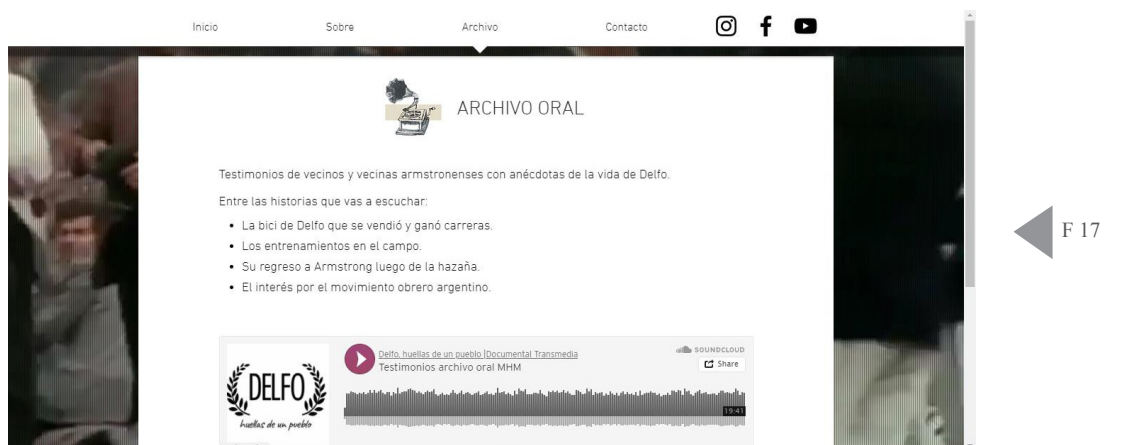 Inicio Sobre Archivo Contacto
ARCHIVO ORAL
Testimonios de vecinos y vecinas armstronenses con anécdotas de la vida de Delfo.
Entre las historias que vas a escuchar:
• La bici de Delfo que se vendió y ganó carreras.
• Los entrenamientos en el campo.
• Su regreso a Armstrong luego de la hazaña.
• El interés por el movimiento obrero argentino.
F 17
Delfo, huellas de un pueblo |Documental Transmedia
Testimonios archivo oral MHM
SOUNDCLOUD
Share
19:41
DELFO
huellas de un pueblo